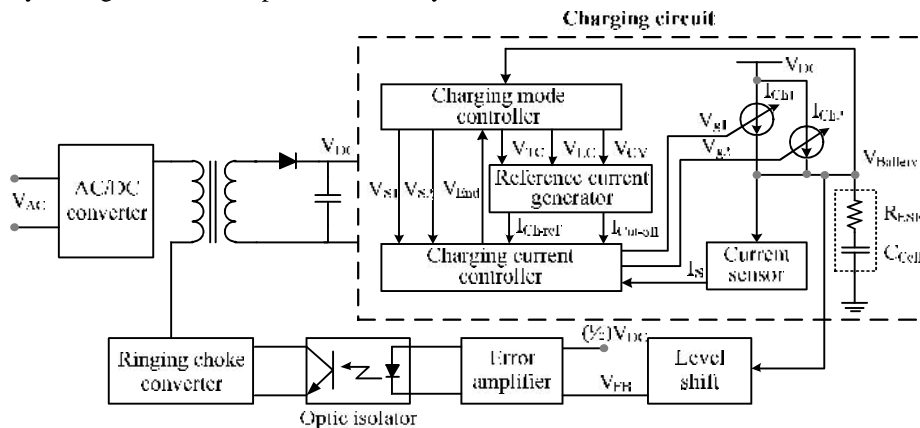 Charging circuit
V_DC
Charging mode
controller
I_Ch1
I_Ch2
V_g1
V_g2
V_TC
V_LC
V_CV
V_DC
V_Battery
AC/DC
converter
V_AC
V_S1
V_S2
V_End
Reference current
generator
R_ESR
I_Ch-ref
I_Cut-off
Charging current
controller
I_S
Current
sensor
C_Cell
(½)V_DC
Ringing choke
converter
Error
amplifier
Level
shift
V_FB
Optic isolator